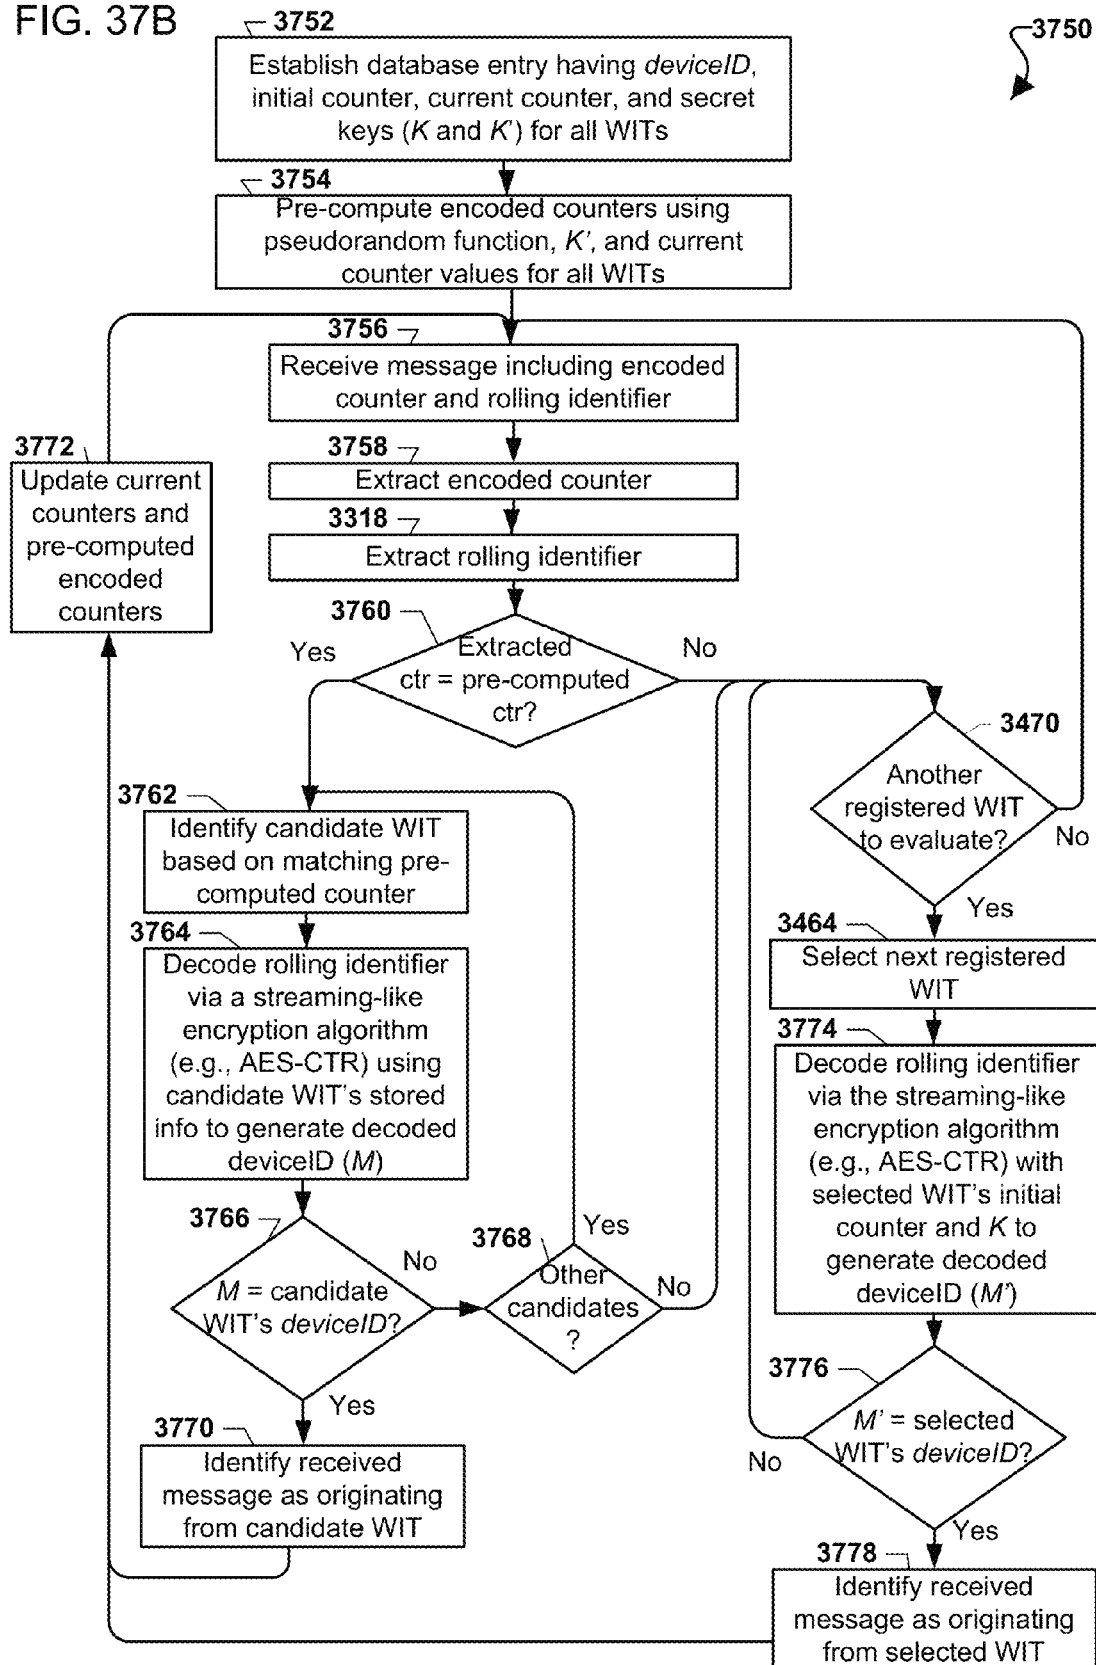 FIG. 37B
3752
3750
Establish database entry having deviceID,
initial counter, current counter, and secret
keys (K and K') for all WITs
3754
Pre-compute encoded counters using
pseudorandom function, K', and current
counter values for all WITs
3756
Receive message including encoded
counter and rolling identifier
3758
Extract encoded counter
3318
Extract rolling identifier
3772
Update current
counters and
pre-computed
encoded
counters
3760
Yes
No
Extracted
ctr = pre-computed
ctr?
3470
Another
registered WIT
to evaluate?
No
Yes
3762
Identify candidate WIT
based on matching pre-
computed counter
3764
Decode rolling identifier
via a streaming-like
encryption algorithm
(e.g., AES-CTR) using
candidate WIT's stored
info to generate decoded
deviceID (M)
3464
Select next registered
WIT
3774
Decode rolling identifier
via the streaming-like
encryption algorithm
(e.g., AES-CTR) with
selected WIT's initial
counter and K to
generate decoded
deviceID (M')
3766
No
M = candidate
WIT's deviceID?
Yes
3768
Yes
Other
candidates
?
No
3776
M' = selected
WIT's deviceID?
No
Yes
3770
Identify received
message as originating
from candidate WIT
3778
Identify received
message as originating
from selected WIT